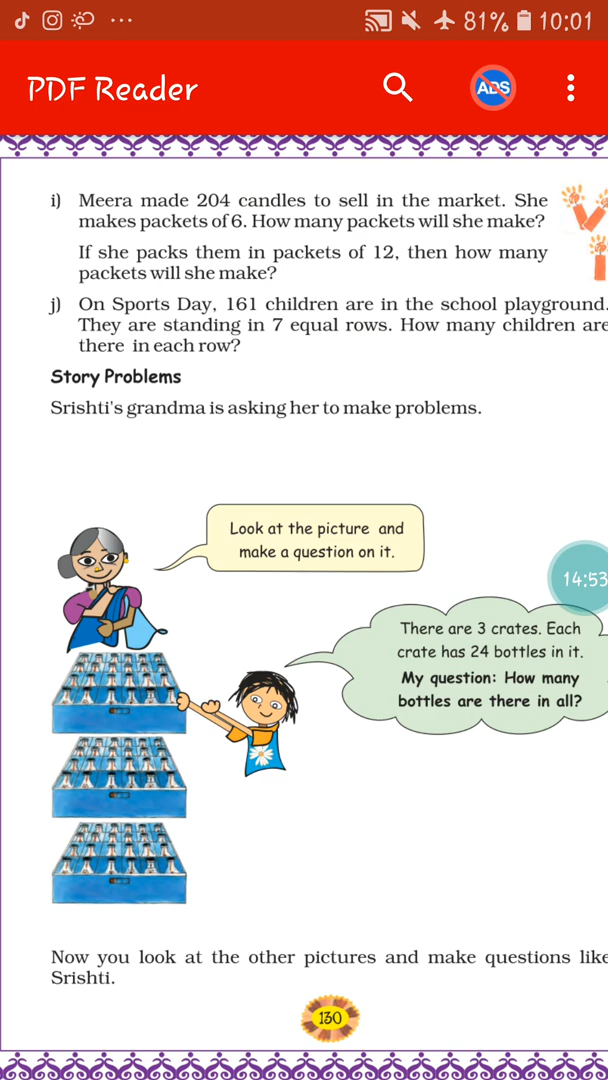 81% 10:01
PDF Reader
ADS
i) Meera made 204 candles to sell in the market. She
makes packets of 6. How many packets will she make?
If she packs them in packets of 12, then how many
packets will she make?
j) On Sports Day, 161 children are in the school playground.
They are standing in 7 equal rows. How many children are
there in each row?
Story Problems
Srishti's grandma is asking her to make problems.
Look at the picture and
make a question on it.
14:53
There are 3 crates. Each
crate has 24 bottles in it.
My question: How many
bottles are there in all?
Now you look at the other pictures and make questions like
Srishti.
130